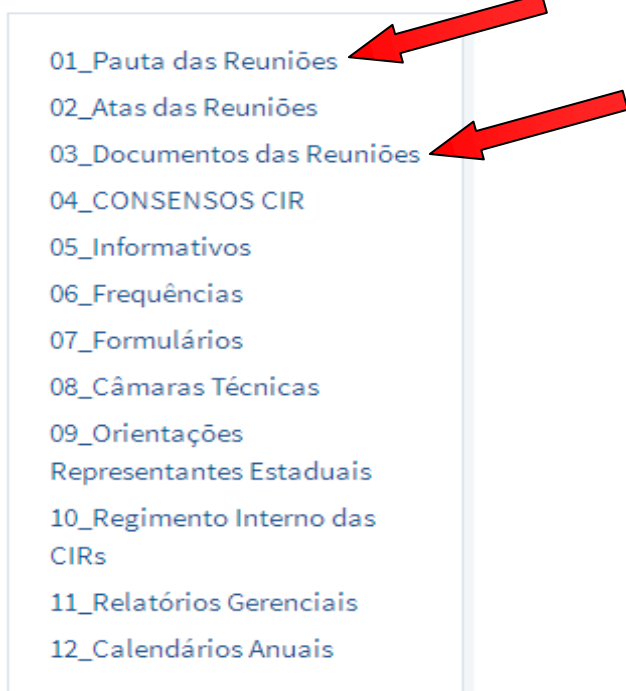 01_Pauta das Reuniões
02_Atas das Reuniões
03_Documentos das Reuniões
04_CONSENSOS CIR
05_Informativos
06_Frequências
07_Formulários
08_Câmaras Técnicas
09_Orientações
Representantes Estaduais
10_Regimento Interno das
CIRs
11_Relatórios Gerenciais
12_Calendários Anuais